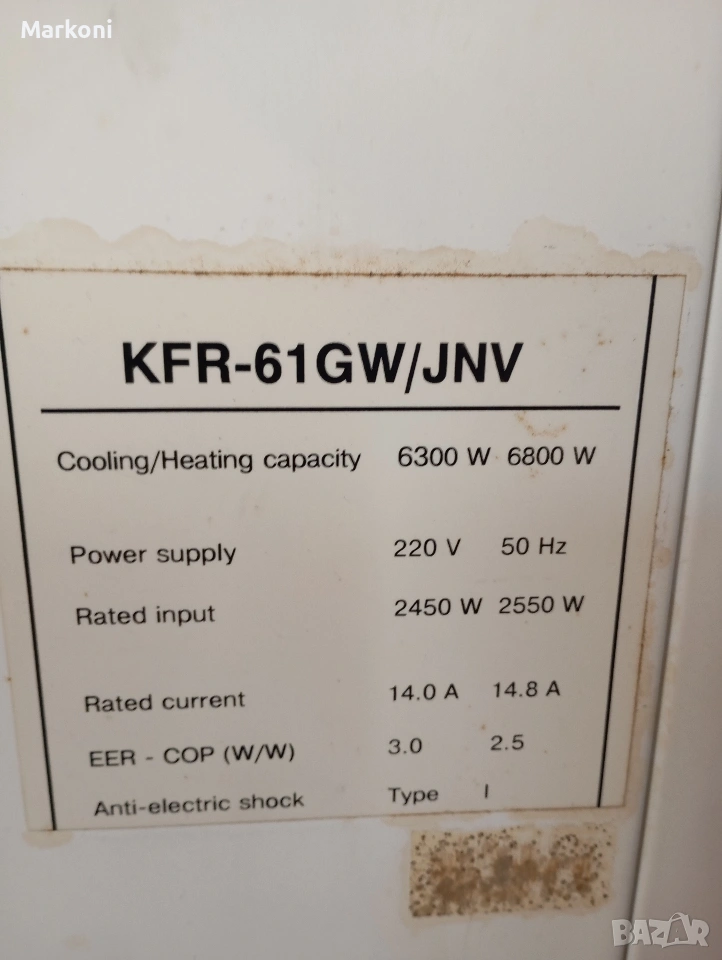 Markoni
KFR-61GW/JNV
Cooling/Heating capacity 6300 W 6800 W
Power supply 220 V 50 Hz
Rated input 2450 W 2550 W
Rated current 14.0 A 14.8 A
EER - COP (W/W) 3.0 2.5
Anti-electric shock Type I
BAZAR